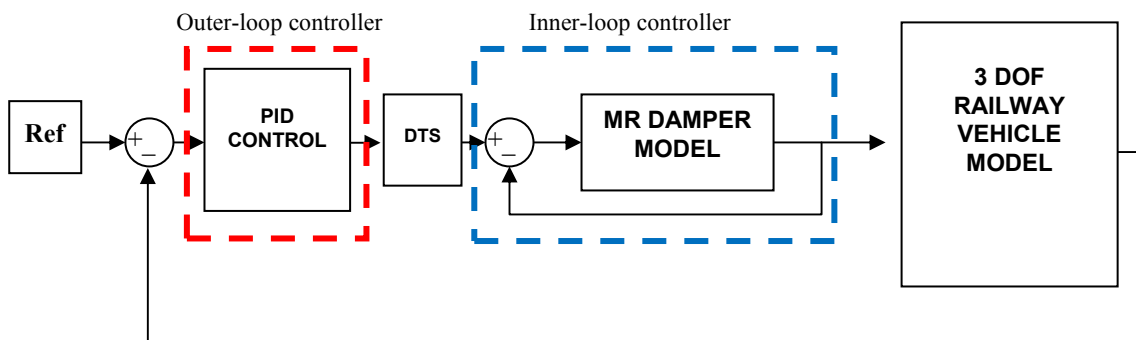 Outer-loop controller
Inner-loop controller
Ref
+
−
PID
CONTROL
DTS
+
−
MR DAMPER
MODEL
3 DOF
RAILWAY
VEHICLE
MODEL